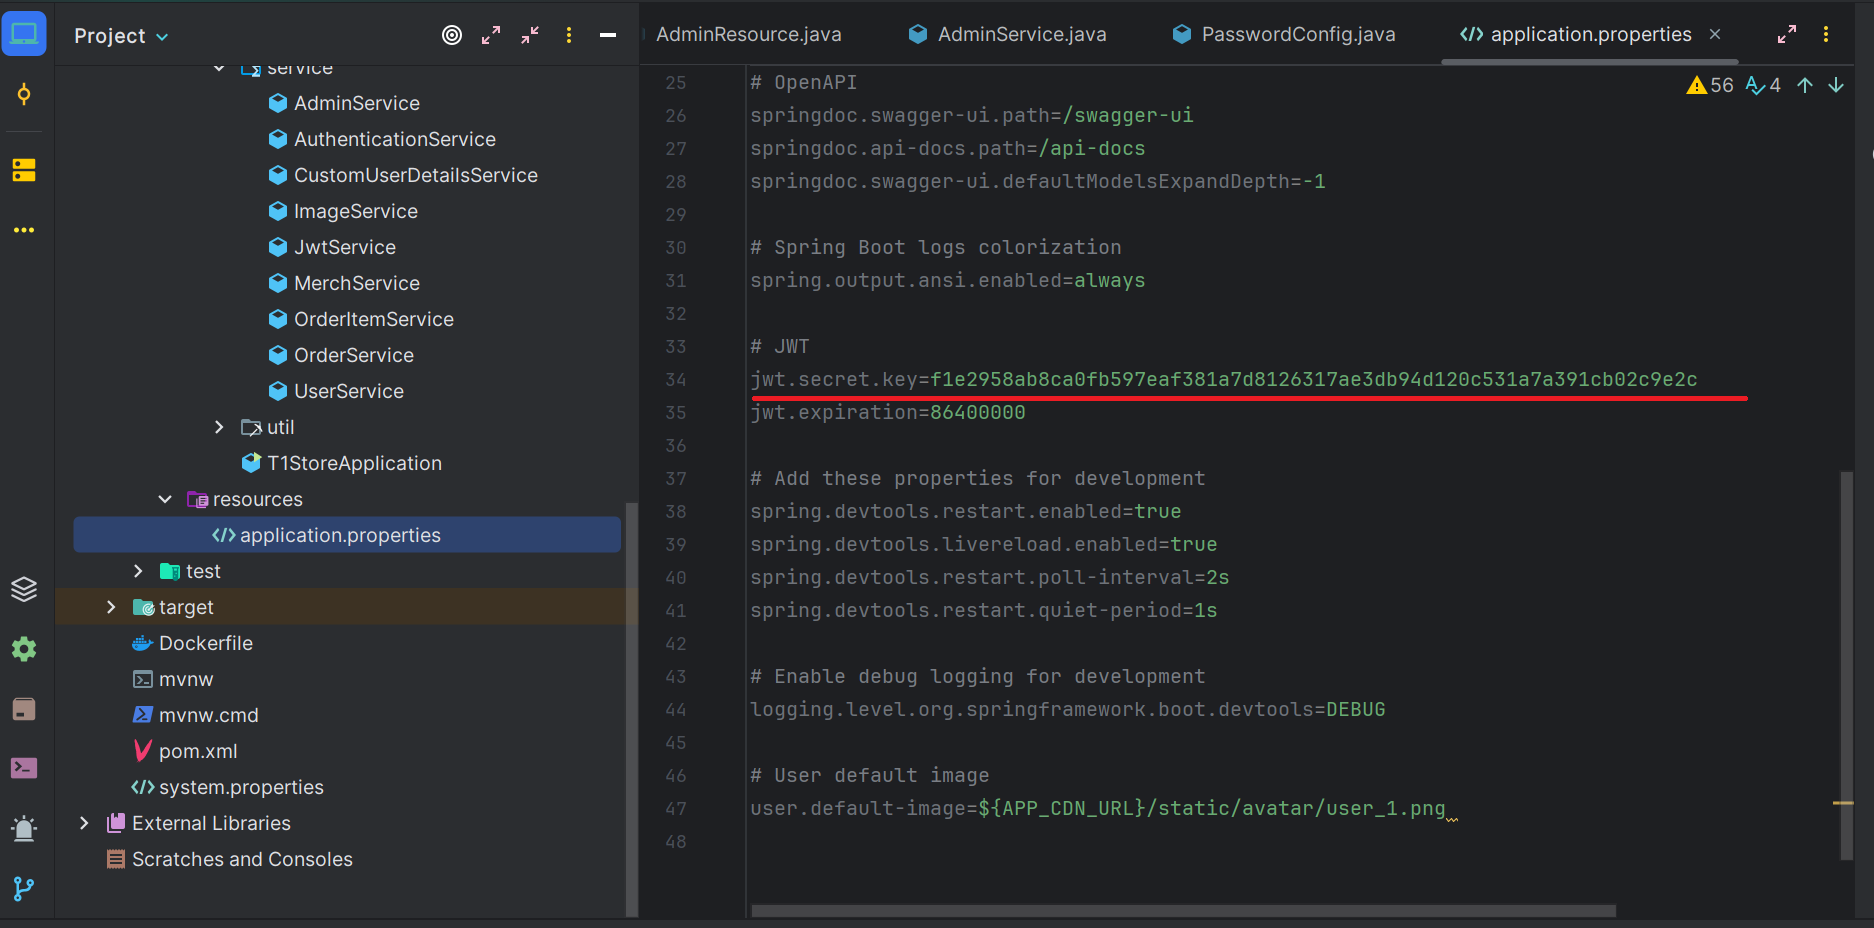 Project
AdminResource.java
AdminService.java
PasswordConfig.java
</> application.properties
service
AdminService
AuthenticationService
CustomUserDetailsService
ImageService
JwtService
MerchService
OrderItemService
OrderService
UserService
util
T1StoreApplication
resources
</> application.properties
test
target
Dockerfile
mvnw
mvnw.cmd
pom.xml
</> system.properties
External Libraries
Scratches and Consoles
56 4
25 # OpenAPI
26 springdoc.swagger-ui.path=/swagger-ui
27 springdoc.api-docs.path=/api-docs
28 springdoc.swagger-ui.defaultModelsExpandDepth=-1
29
30 # Spring Boot logs colorization
31 spring.output.ansi.enabled=always
32
33 # JWT
34 jwt.secret.key=f1e2958ab8ca0fb597eaf381a7d8126317ae3db94d120c531a7a391cb02c9e2c
35 jwt.expiration=86400000
36
37 # Add these properties for development
38 spring.devtools.restart.enabled=true
39 spring.devtools.livereload.enabled=true
40 spring.devtools.restart.poll-interval=2s
41 spring.devtools.restart.quiet-period=1s
42
43 # Enable debug logging for development
44 logging.level.org.springframework.boot.devtools=DEBUG
45
46 # User default image
47 user.default-image=${APP_CDN_URL}/static/avatar/user_1.png
48